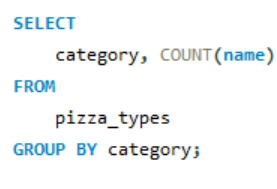 SELECT
    category, COUNT(name)
FROM
    pizza_types
GROUP BY category;